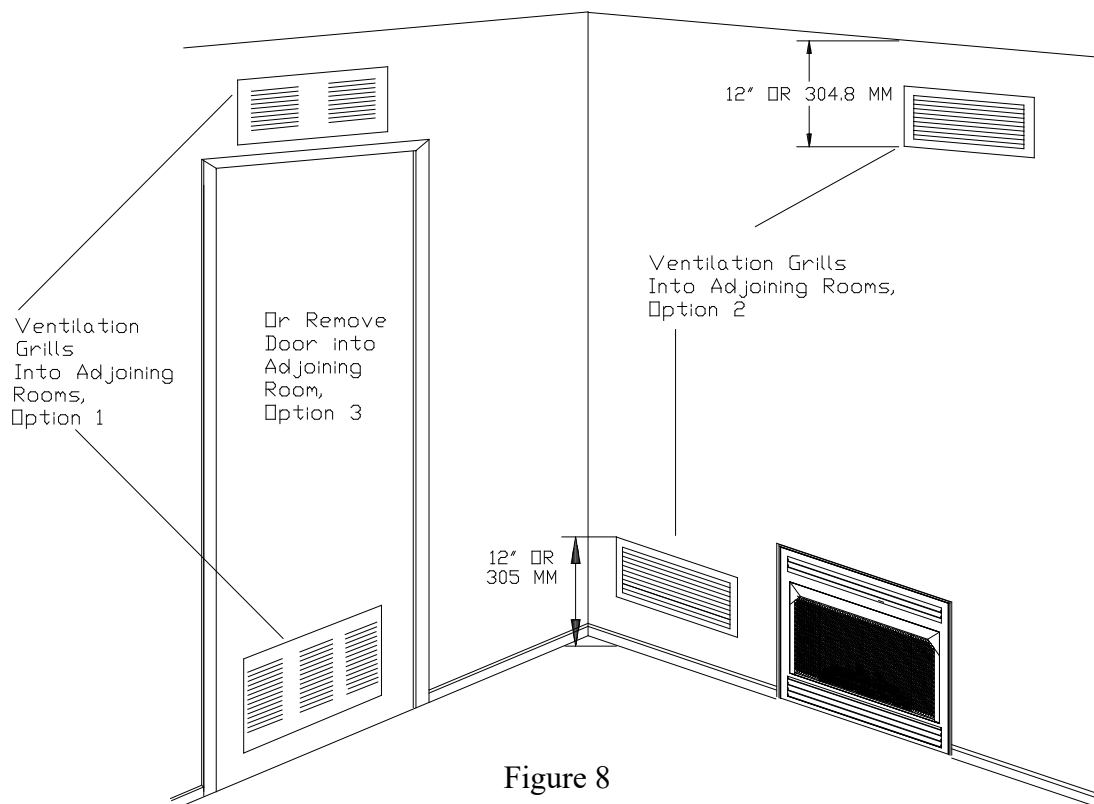 12" OR 304.8 MM
Ventilation Grills
Into Adjoining Rooms,
Option 2
Ventilation
Grills
Into Adjoining
Rooms,
Option 1
Or Remove
Door into
Adjoining
Room,
Option 3
12" OR
305 MM
Figure 8